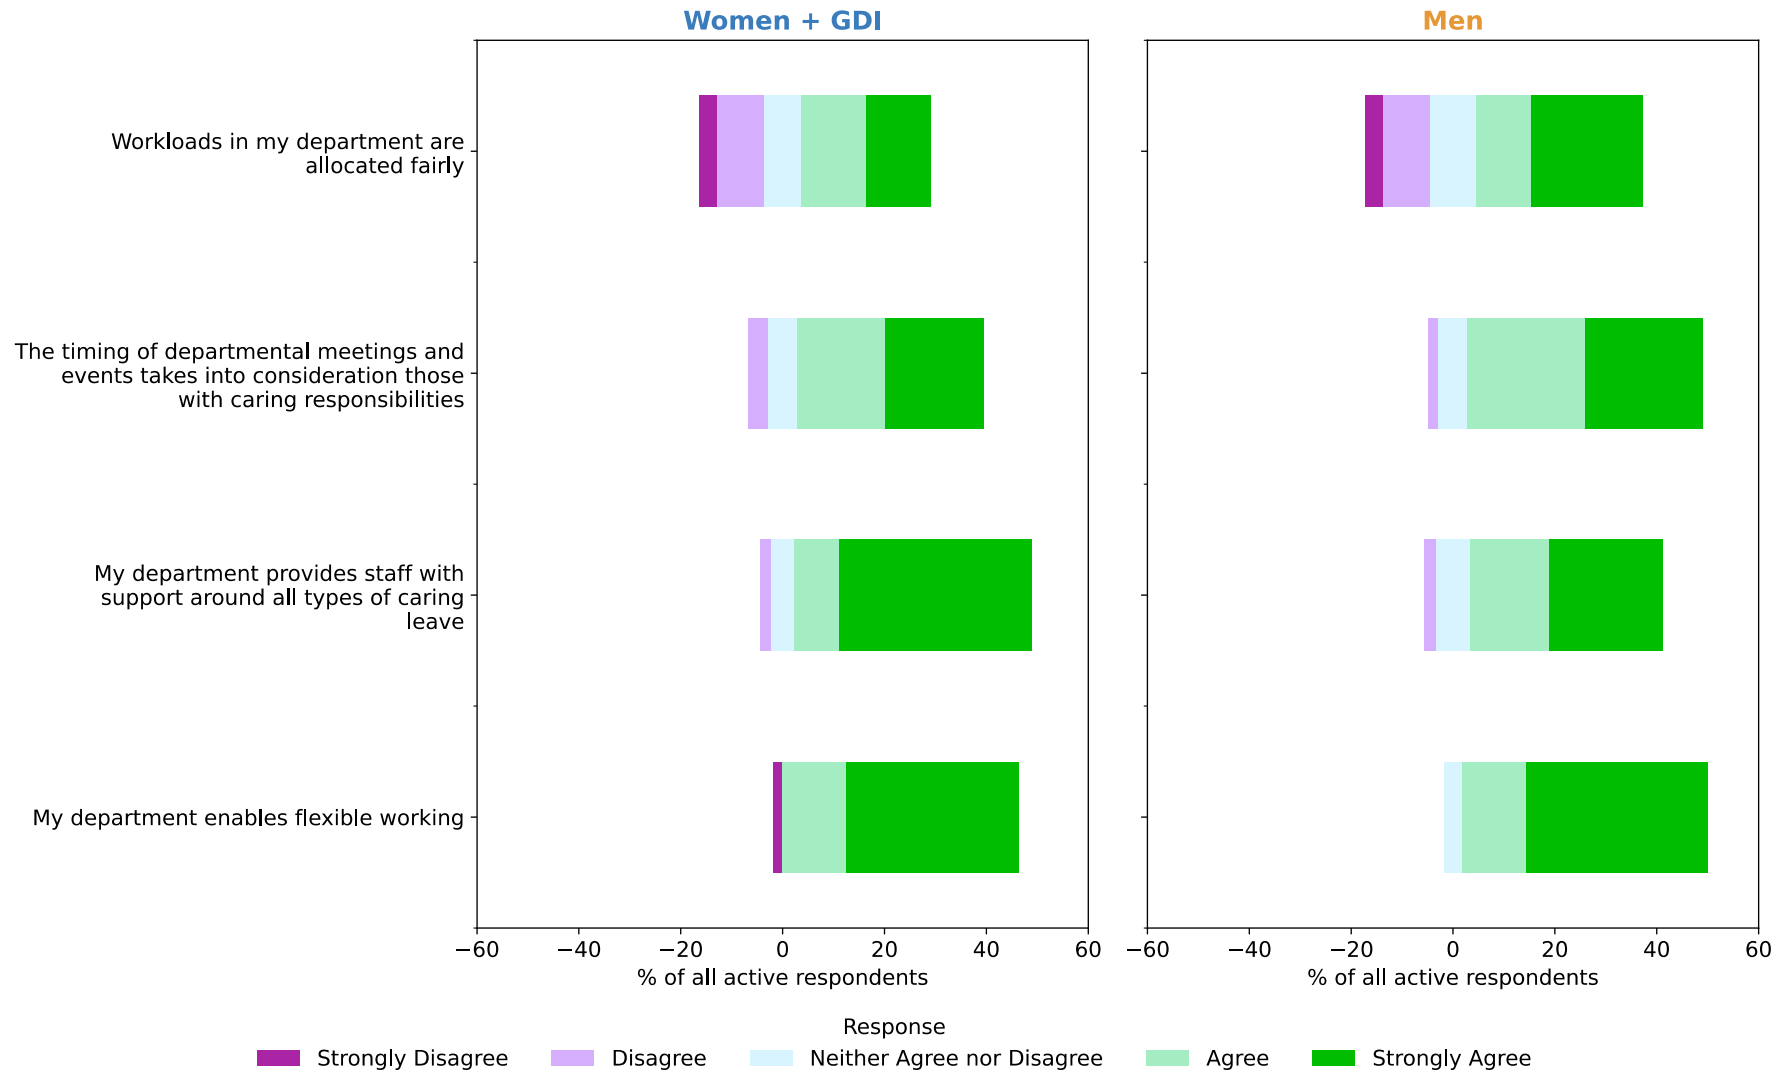 Women + GDI
Men
Workloads in my department are
allocated fairly
The timing of departmental meetings and
events takes into consideration those
with caring responsibilities
My department provides staff with
support around all types of caring
leave
My department enables flexible working
−60 −40 −20 0 20 40 60
−60 −40 −20 0 20 40 60
% of all active respondents
% of all active respondents
Response
Strongly Disagree Disagree Neither Agree nor Disagree Agree Strongly Agree